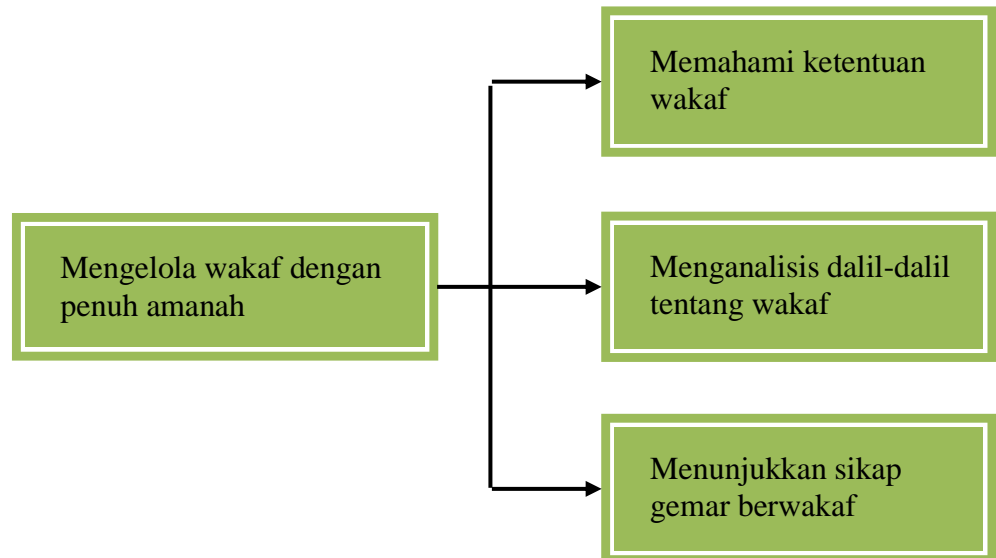 Memahami ketentuan
wakaf
Mengelola wakaf dengan
penuh amanah
Menganalisis dalil-dalil
tentang wakaf
Menunjukkan sikap
gemar berwakaf